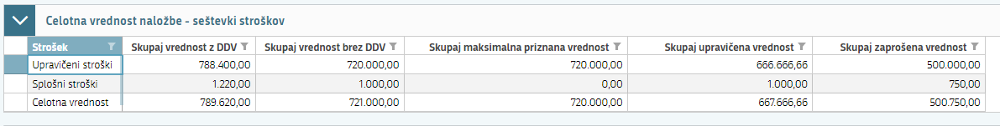 Celotna vrednost naložbe - seštevki stroškov
Strošek Skupaj vrednost z DDV Skupaj vrednost brez DDV Skupaj maksimalna priznana vrednost Skupaj upravičena vrednost Skupaj zaprošena vrednost
Upravičeni stroški 788.400,00 720.000,00 720.000,00 666.666,66 500.000,00
Splošni stroški 1.220,00 1.000,00 0,00 1.000,00 750,00
Celotna vrednost 789.620,00 721.000,00 720.000,00 667.666,66 500.750,00